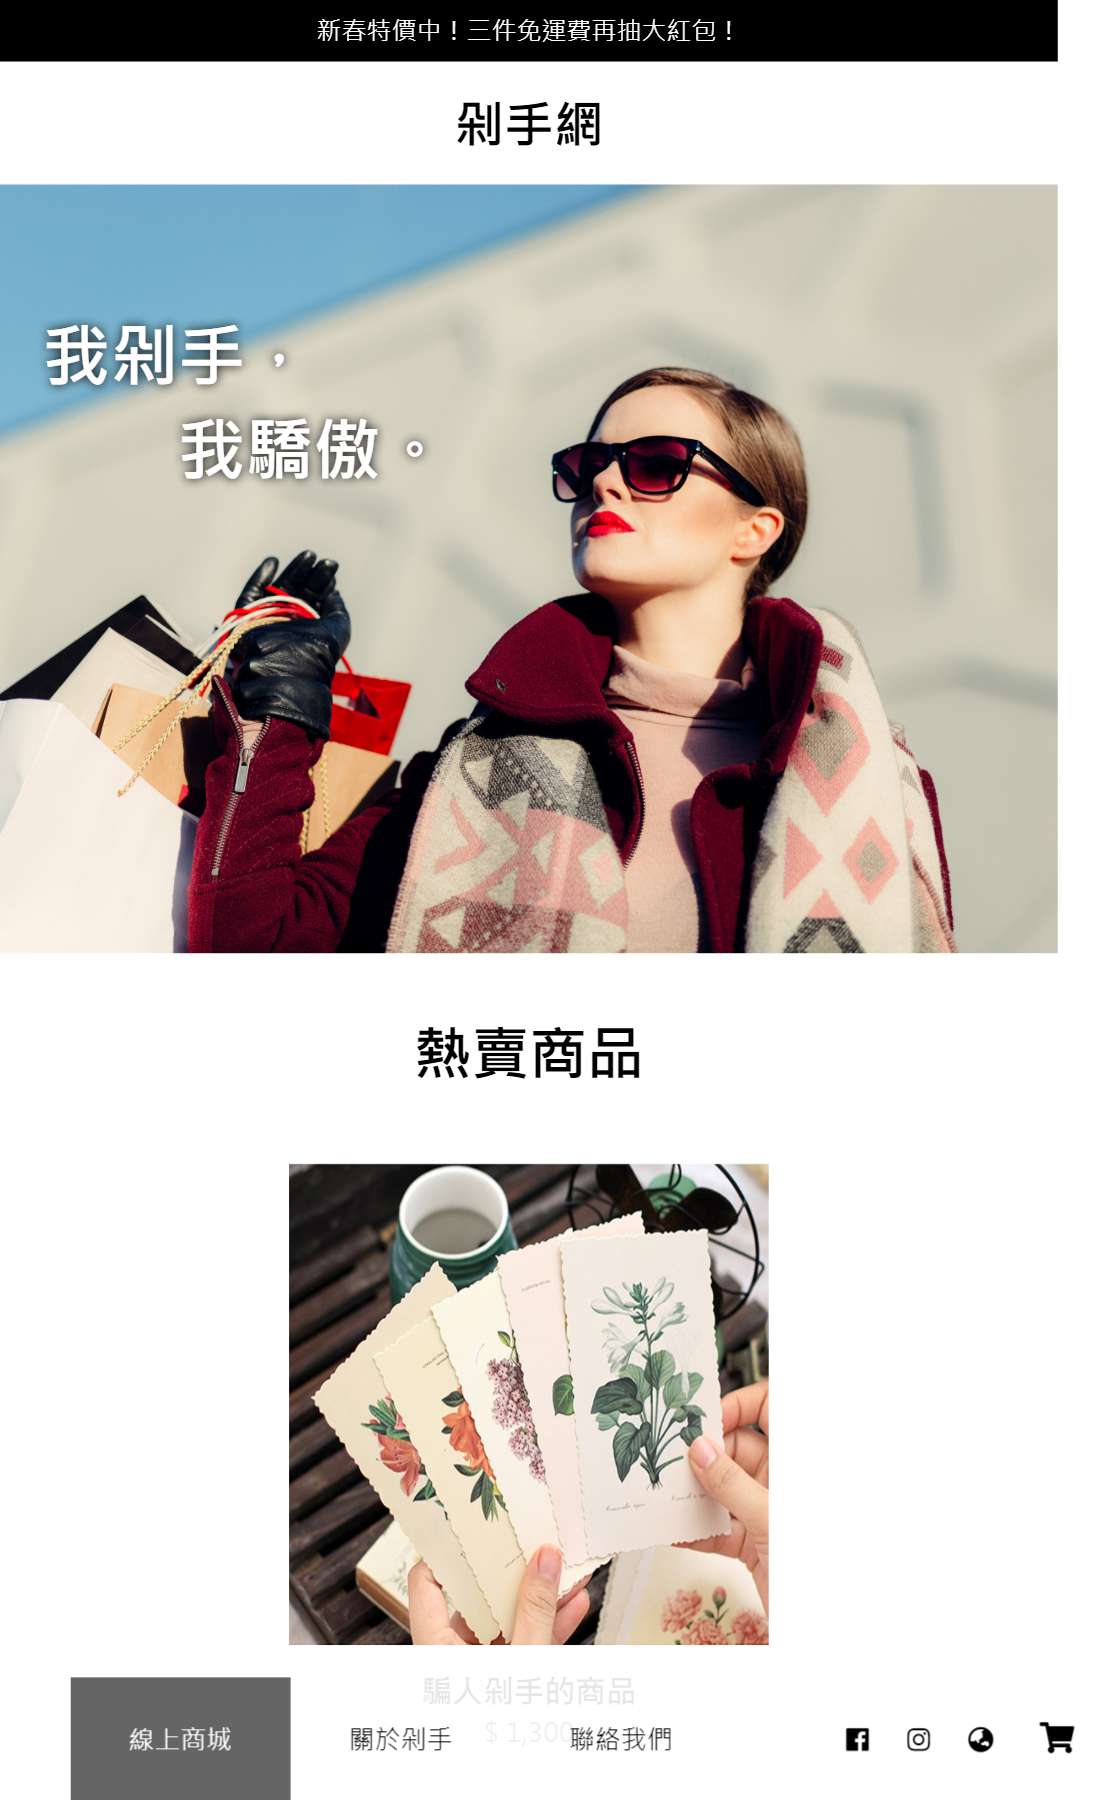 新春特價中！三件免運費再抽大紅包！
剁手網
我剁手，
我驕傲。
熱賣商品
騙人剁手的商品
$ 1,300
線上商城
關於剁手
聯絡我們